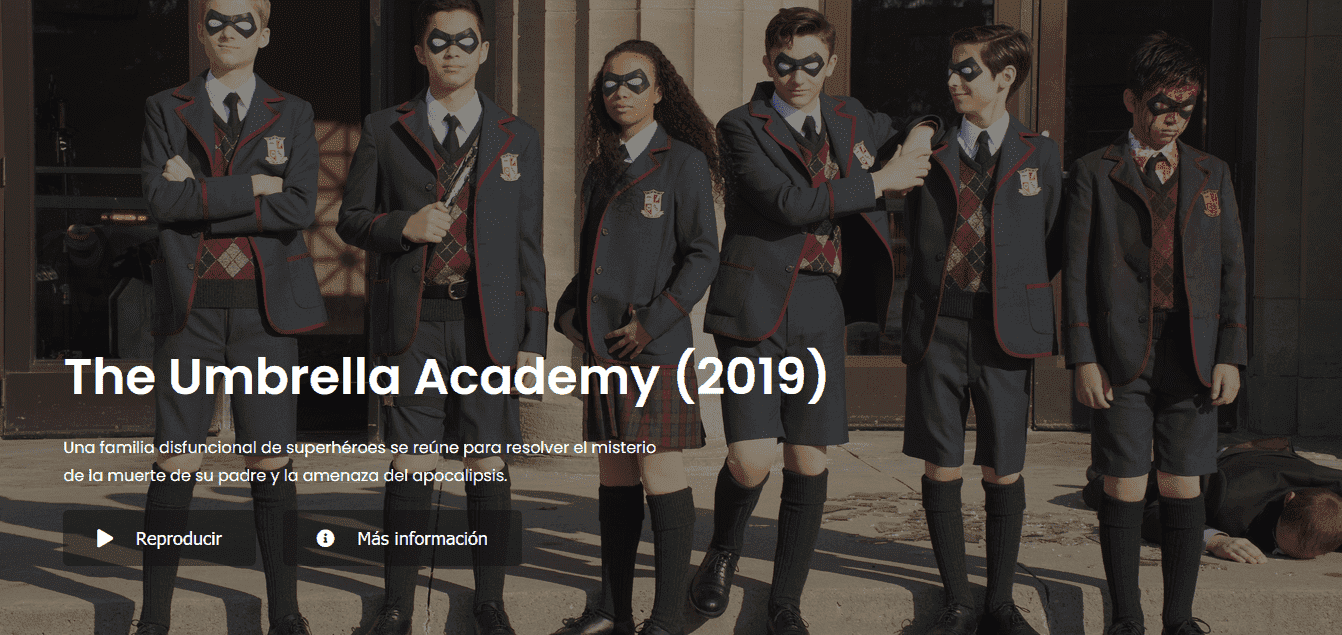 The Umbrella Academy (2019)
Una familia disfuncional de superhéroes se reúne para resolver el misterio
de la muerte de su padre y la amenaza del apocalipsis.
Reproducir
Más información